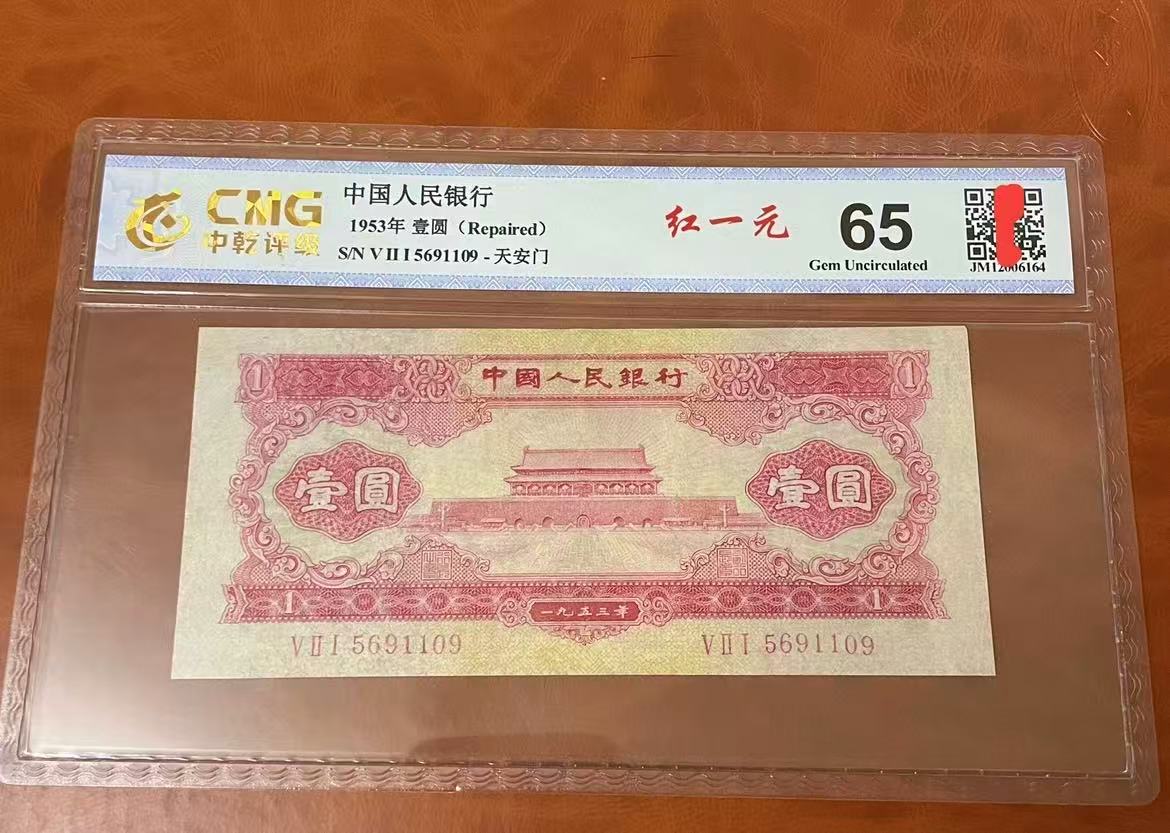 CNG
中乾评级
中国人民银行
1953年 壹圆（Repaired）
S/N V II I 5691109 - 天安门
红一元
65
Gem Uncirculated
1
中國人民銀行
1
壹圓
壹圓
1
一九五三年
1
V II I 5691109
V II I 5691109